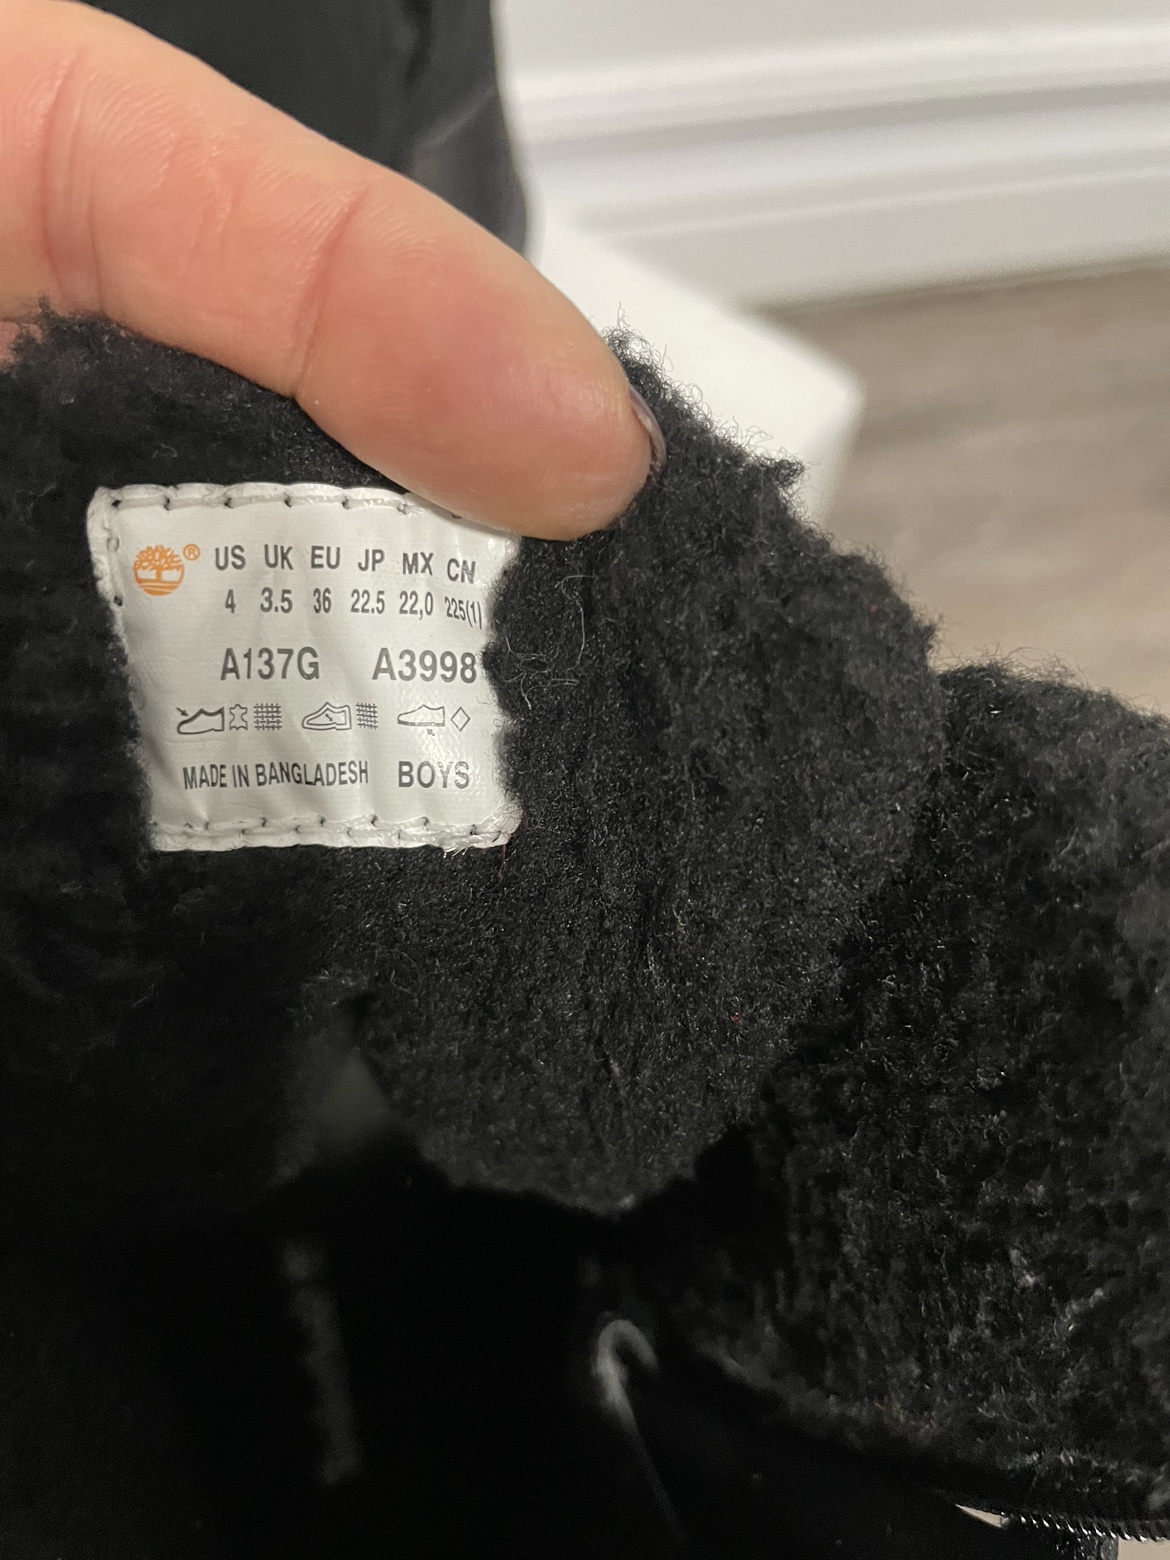 ® US UK EU JP MX CN
4 3.5 36 22.5 22,0 225(1)
A137G A3998
MADE IN BANGLADESH BOYS